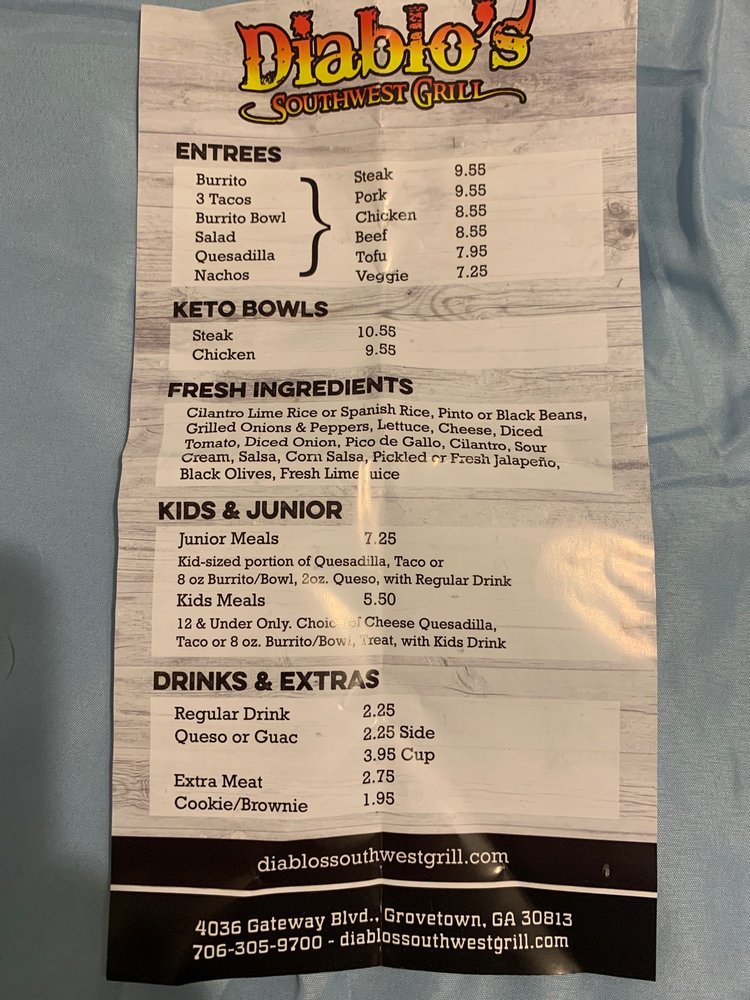 Diablo's
SOUTHWEST GRILL
ENTREES
Burrito
3 Tacos
Burrito Bowl
Salad
Quesadilla
Nachos
Steak 9.55
Pork 9.55
Chicken 8.55
Beef 8.55
Tofu 7.95
Veggie 7.25
KETO BOWLS
Steak 10.55
Chicken 9.55
FRESH INGREDIENTS
Cilantro Lime Rice or Spanish Rice, Pinto or Black Beans,
Grilled Onions & Peppers, Lettuce, Cheese, Diced
Tomato, Diced Onion, Pico de Gallo, Cilantro, Sour
Cream, Salsa, Corn Salsa, Pickled or Fresh Jalapeño,
Black Olives, Fresh Lime Juice
KIDS & JUNIOR
Junior Meals 7.25
Kid-sized portion of Quesadilla, Taco or
8 oz Burrito/Bowl, 2oz. Queso, with Regular Drink
Kids Meals 5.50
12 & Under Only. Choice of Cheese Quesadilla,
Taco or 8 oz. Burrito/Bowl, Treat, with Kids Drink
DRINKS & EXTRAS
Regular Drink 2.25
Queso or Guac 2.25 Side
3.95 Cup
Extra Meat 2.75
Cookie/Brownie 1.95
diablossouthwestgrill.com
4036 Gateway Blvd., Grovetown, GA 30813
706-305-9700 - diablossouthwestgrill.com